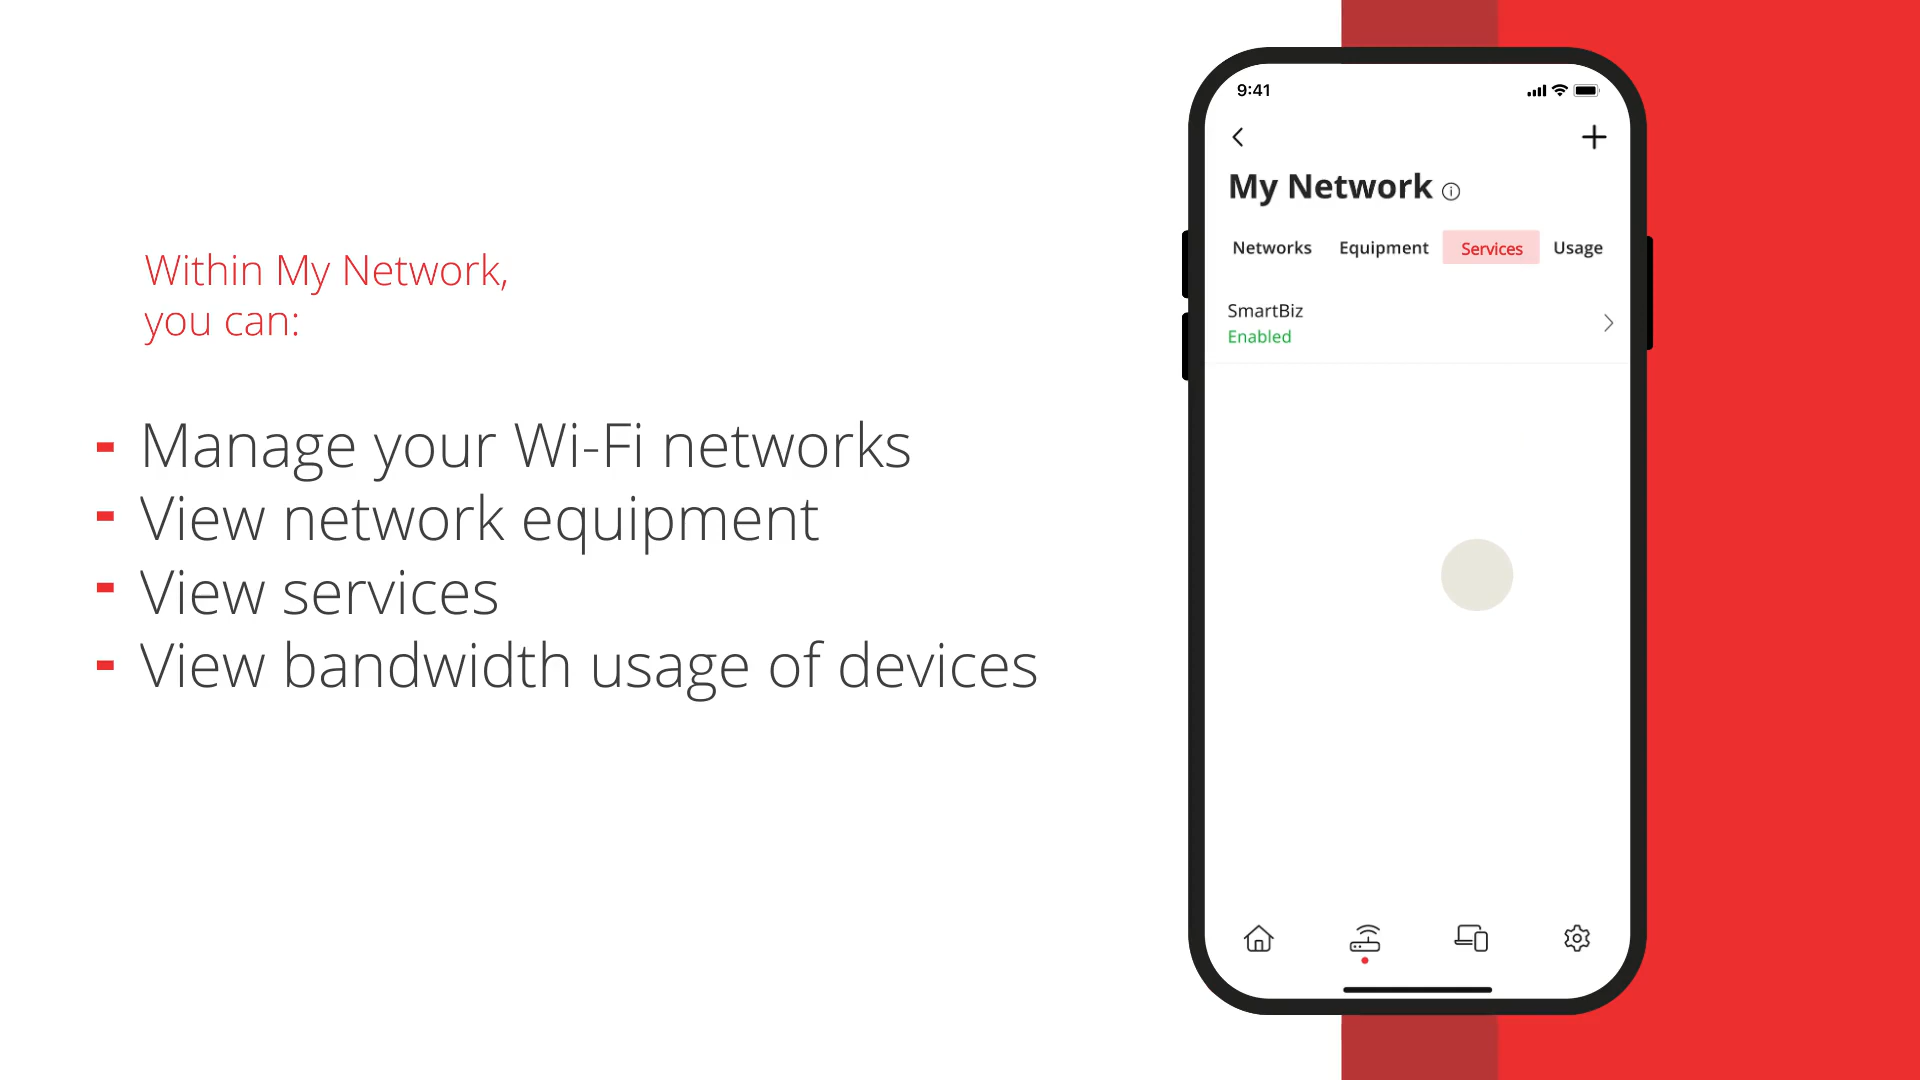 Within My Network,
you can:
- Manage your Wi-Fi networks
- View network equipment
- View services
- View bandwidth usage of devices
9:41
My Network
Networks Equipment Services Usage
SmartBiz
Enabled